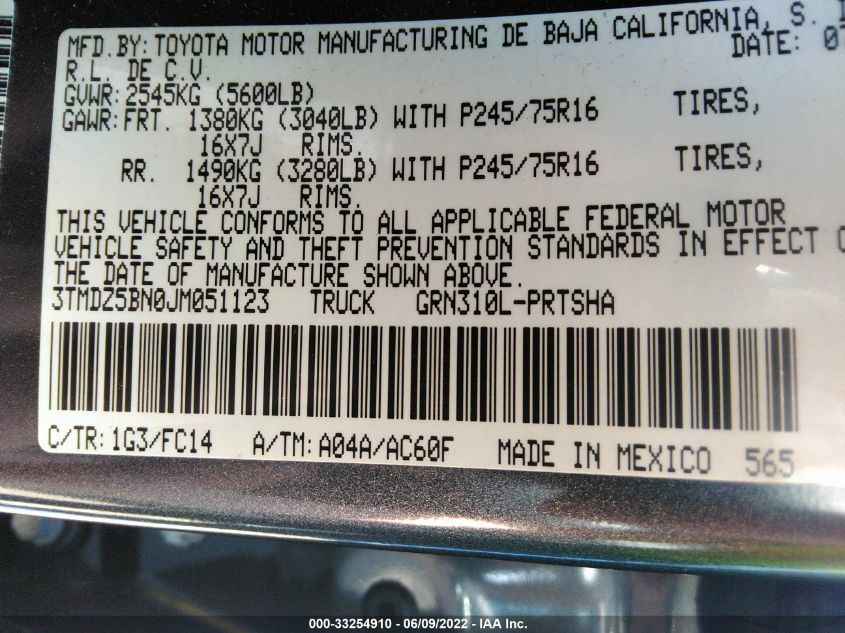 MFD.BY: TOYOTA MOTOR MANUFACTURING DE BAJA CALIFORNIA, S.
R.L. DE C.V. DATE: 0
GVWR: 2545KG (5600LB)
GAWR: FRT. 1380KG (3040LB) WITH P245/75R16 TIRES,
16X7J RIMS.
RR. 1490KG (3280LB) WITH P245/75R16 TIRES,
16X7J RIMS.
THIS VEHICLE CONFORMS TO ALL APPLICABLE FEDERAL MOTOR
VEHICLE SAFETY AND THEFT PREVENTION STANDARDS IN EFFECT
THE DATE OF MANUFACTURE SHOWN ABOVE.
3TMDZ5BN0JM051123 TRUCK GRN310L-PRTSHA
C/TR: 1G3/FC14 A/TM: A04A/AC60F MADE IN MEXICO 565
000-33254910 - 06/09/2022 - IAA Inc.